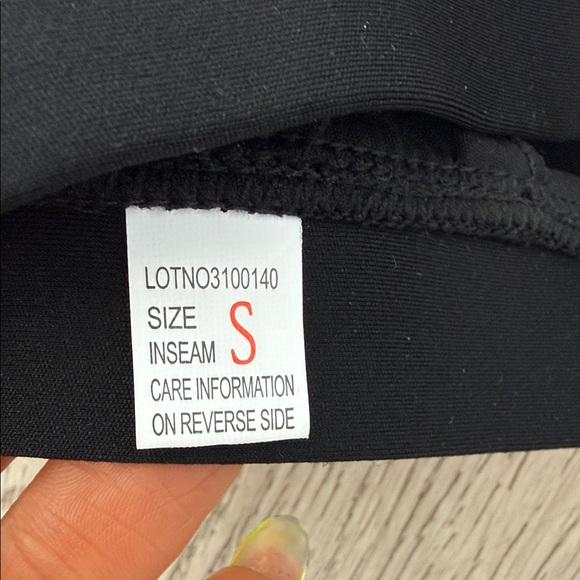 LOTNO3100140
SIZE S
INSEAM
CARE INFORMATION
ON REVERSE SIDE